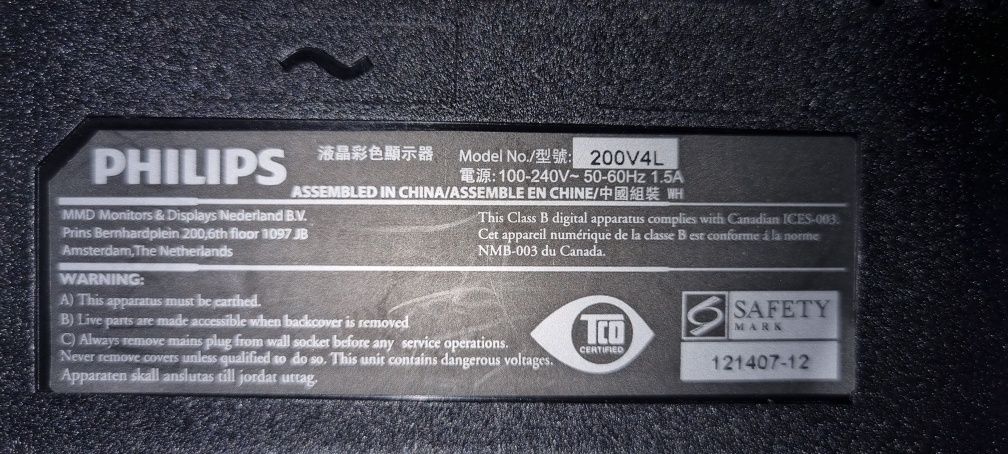 PHILIPS
液晶彩色顯示器
Model No./型號: 200V4L
電源: 100-240V~ 50-60Hz 1.5A
ASSEMBLED IN CHINA/ASSEMBLE EN CHINE/中國組裝 WH
MMD Monitors & Displays Nederland B.V.
Prins Bernhardplein 200,6th floor 1097 JB
Amsterdam,The Netherlands
This Class B digital apparatus complies with Canadian ICES-003.
Cet appareil numérique de la classe B est conforme á la norme
NMB-003 du Canada.
WARNING:
A) This apparatus must be earthed.
B) Live parts are made accessible when backcover is removed
C) Always remove mains plug from wall socket before any service operations.
Never remove covers unless qualified to do so. This unit contains dangerous voltages.
Apparaten skall anslutas till jordat uttag.
TCO
CERTIFIED
SAFETY
MARK
121407-12